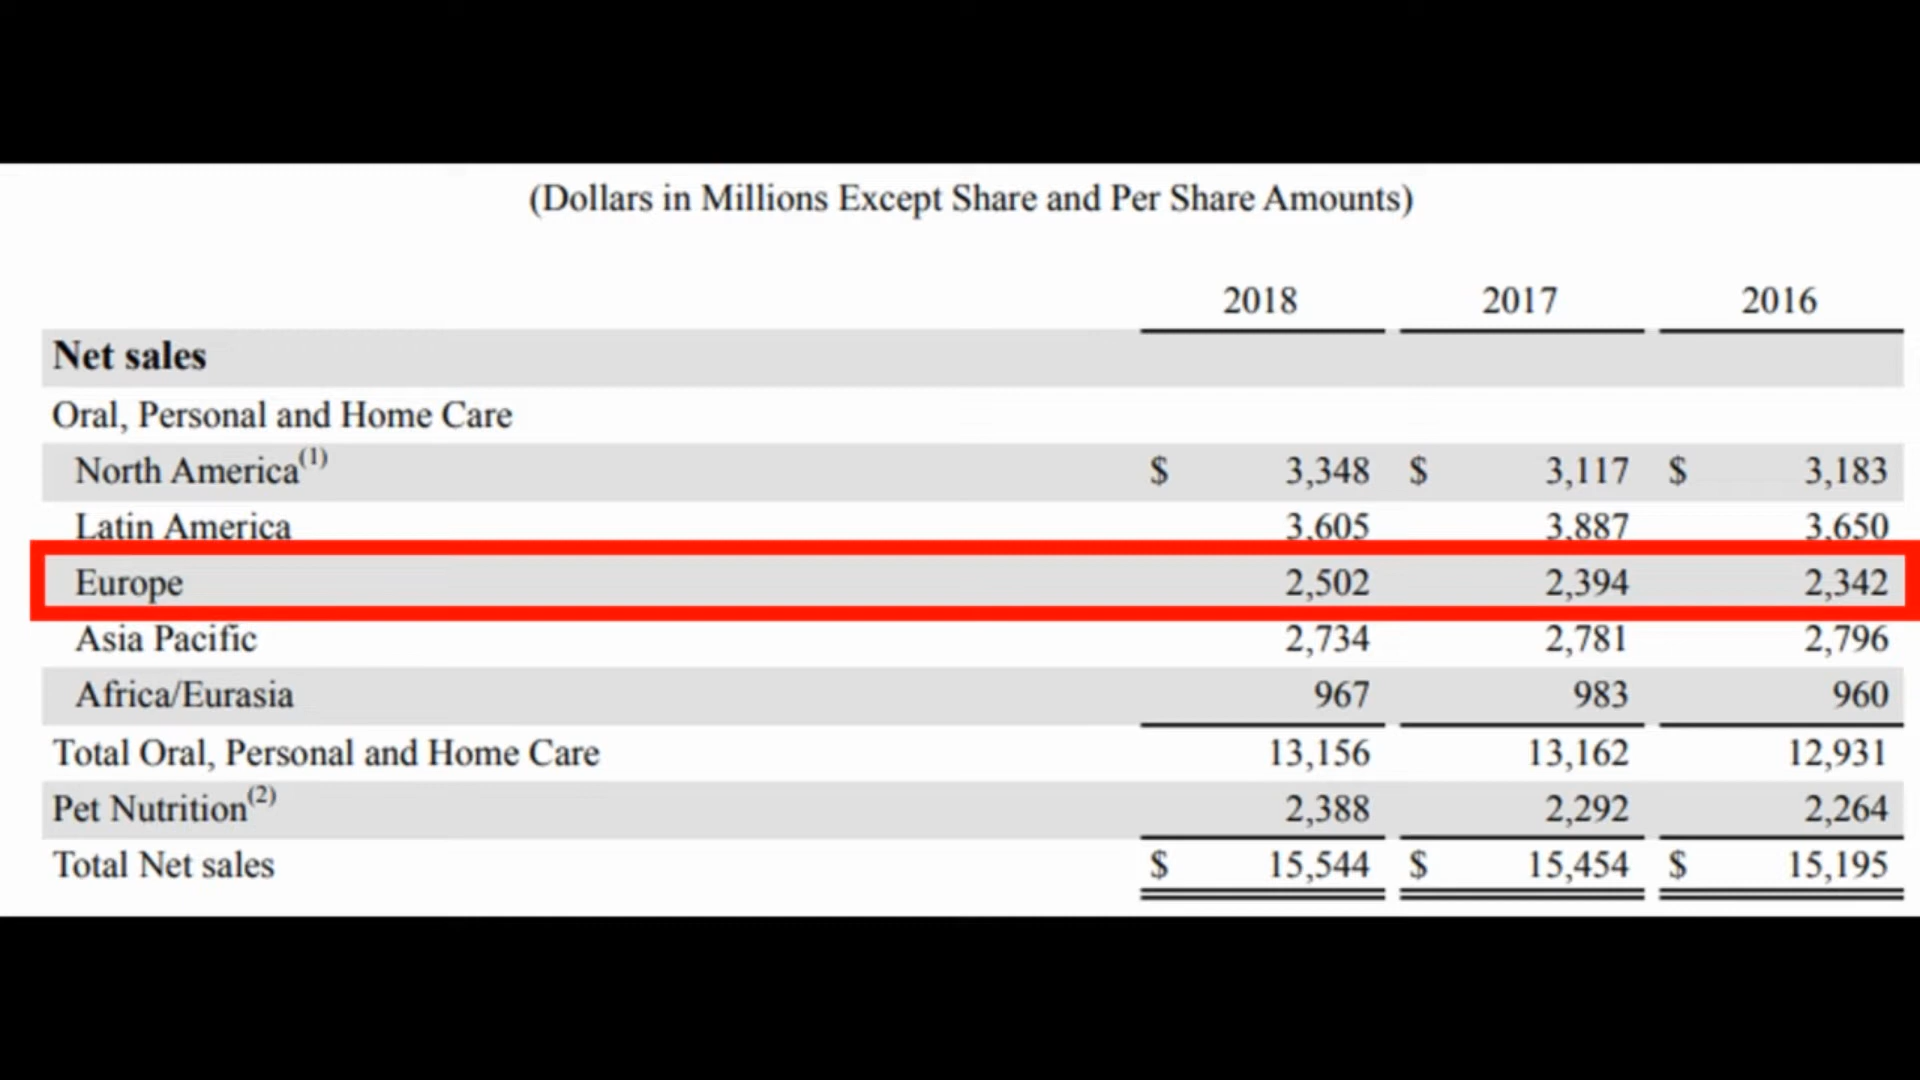 (Dollars in Millions Except Share and Per Share Amounts)
2018 2017 2016
Net sales
Oral, Personal and Home Care
North America(1) $ 3,348 $ 3,117 $ 3,183
Latin America 3,605 3,887 3,650
Europe 2,502 2,394 2,342
Asia Pacific 2,734 2,781 2,796
Africa/Eurasia 967 983 960
Total Oral, Personal and Home Care 13,156 13,162 12,931
Pet Nutrition(2) 2,388 2,292 2,264
Total Net sales $ 15,544 $ 15,454 $ 15,195